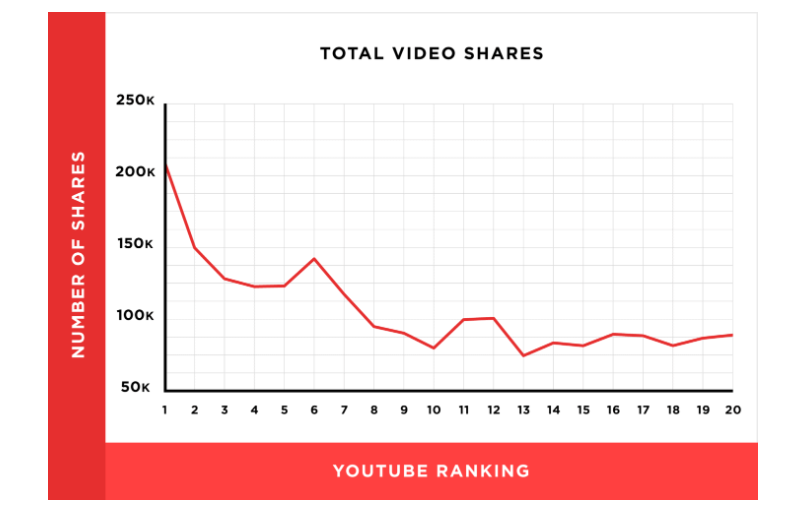 TOTAL VIDEO SHARES
NUMBER OF SHARES
250K
200K
150K
100K
50K
1 2 3 4 5 6 7 8 9 10 11 12 13 14 15 16 17 18 19 20
YOUTUBE RANKING